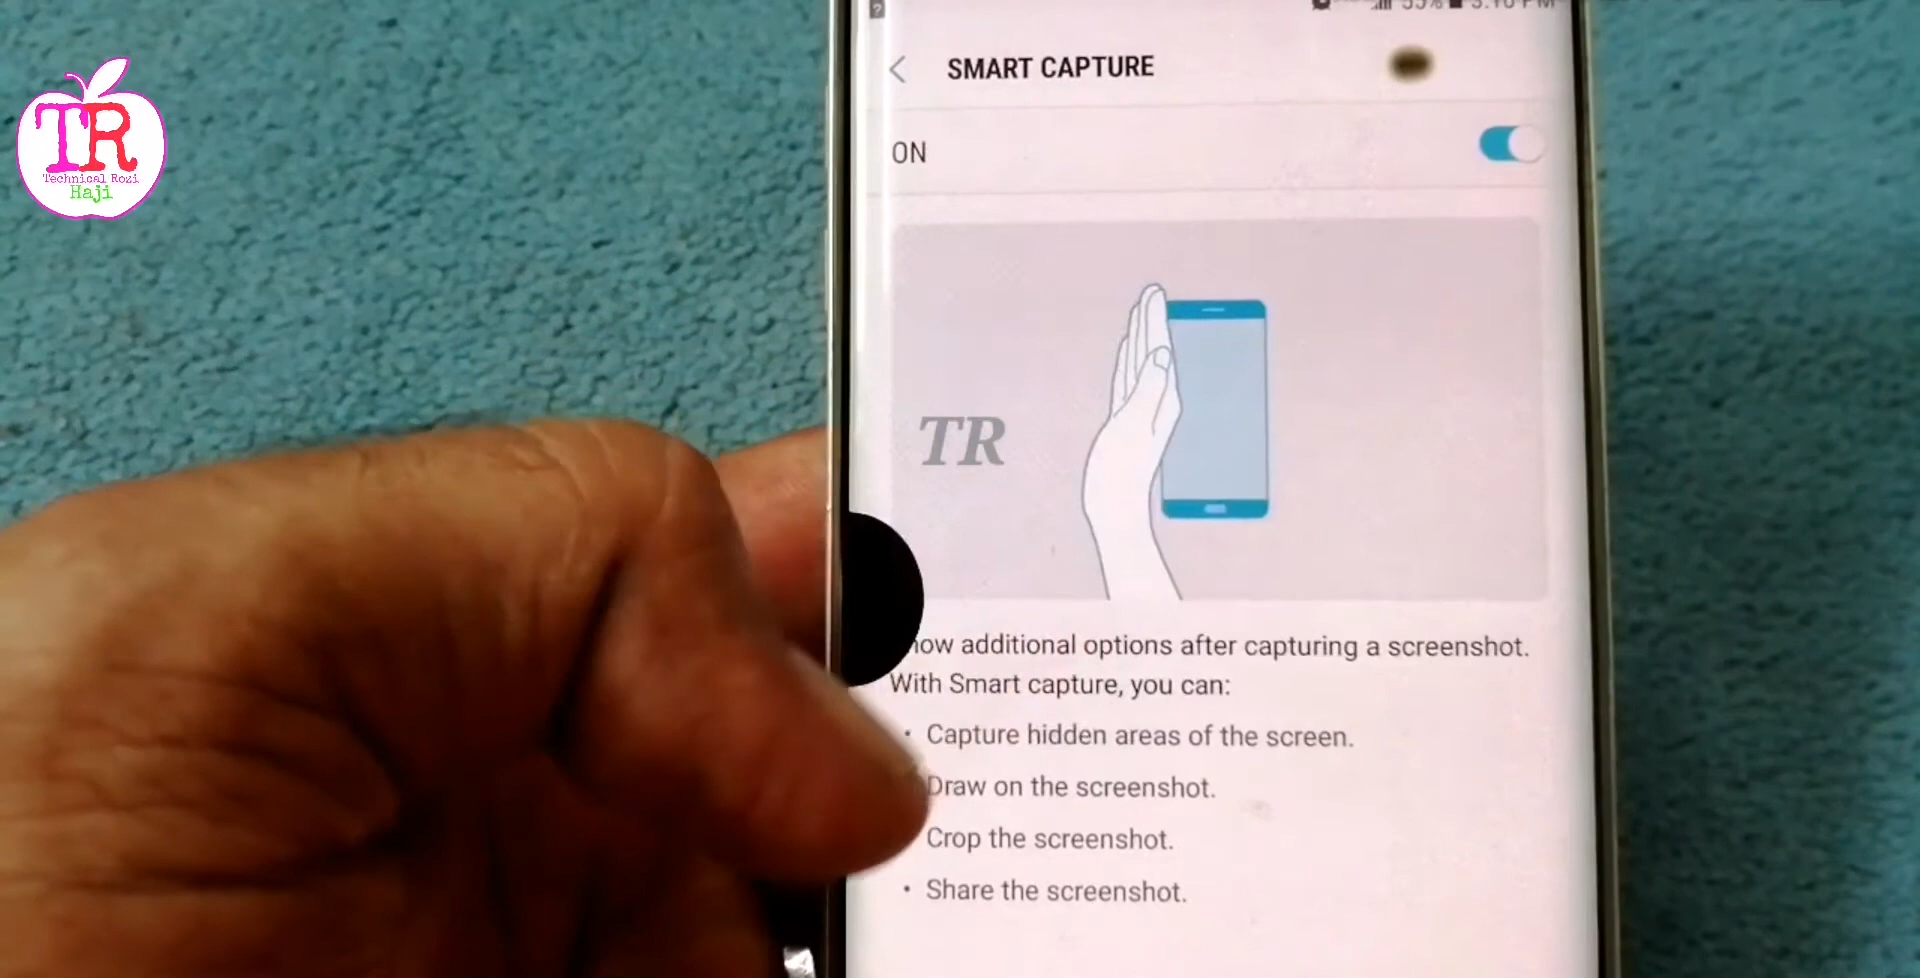 TR
Technical Rozi
Haji
SMART CAPTURE
ON
TR
additional options after capturing a screenshot.
With Smart capture, you can:
• Capture hidden areas of the screen.
Draw on the screenshot.
Crop the screenshot.
• Share the screenshot.